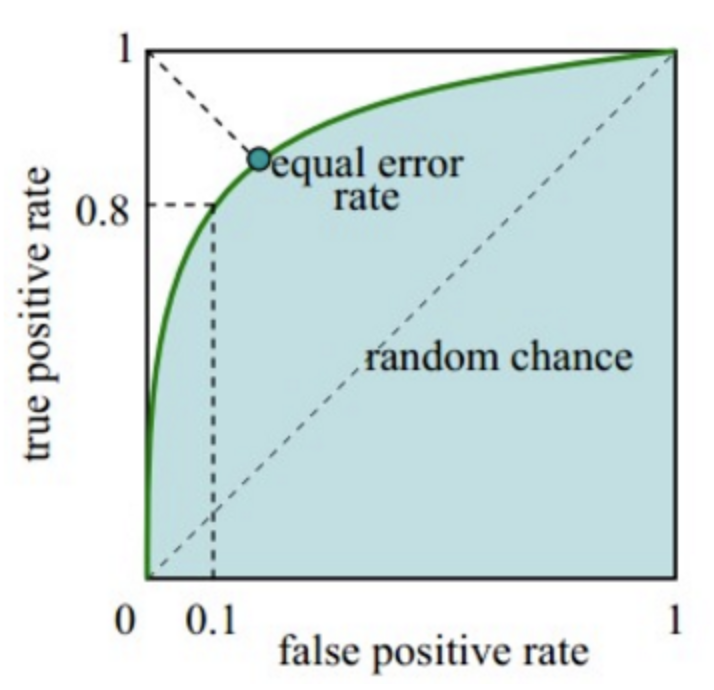 1
equal error
rate
0.8
true positive rate
random chance
0
0.1
1
false positive rate